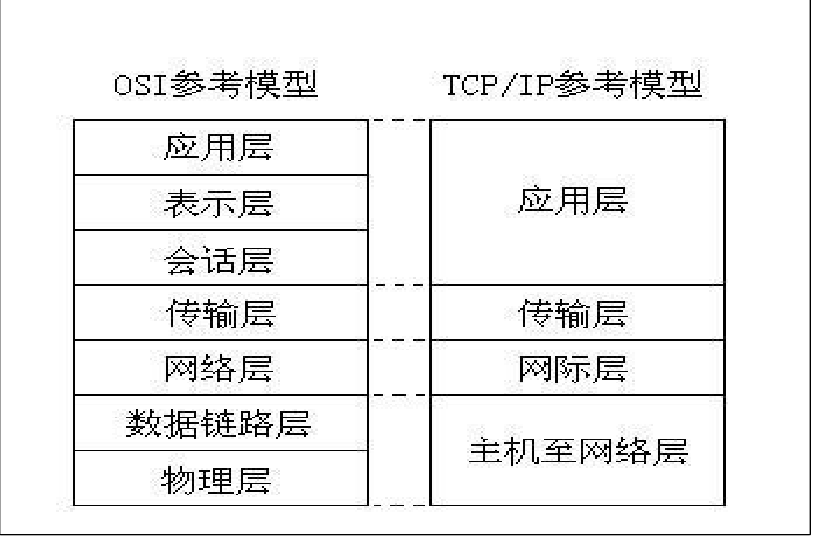 OSI参考模型
TCP/IP参考模型
应用层
表示层
会话层
传输层
网络层
数据链路层
物理层
应用层
传输层
网际层
主机至网络层